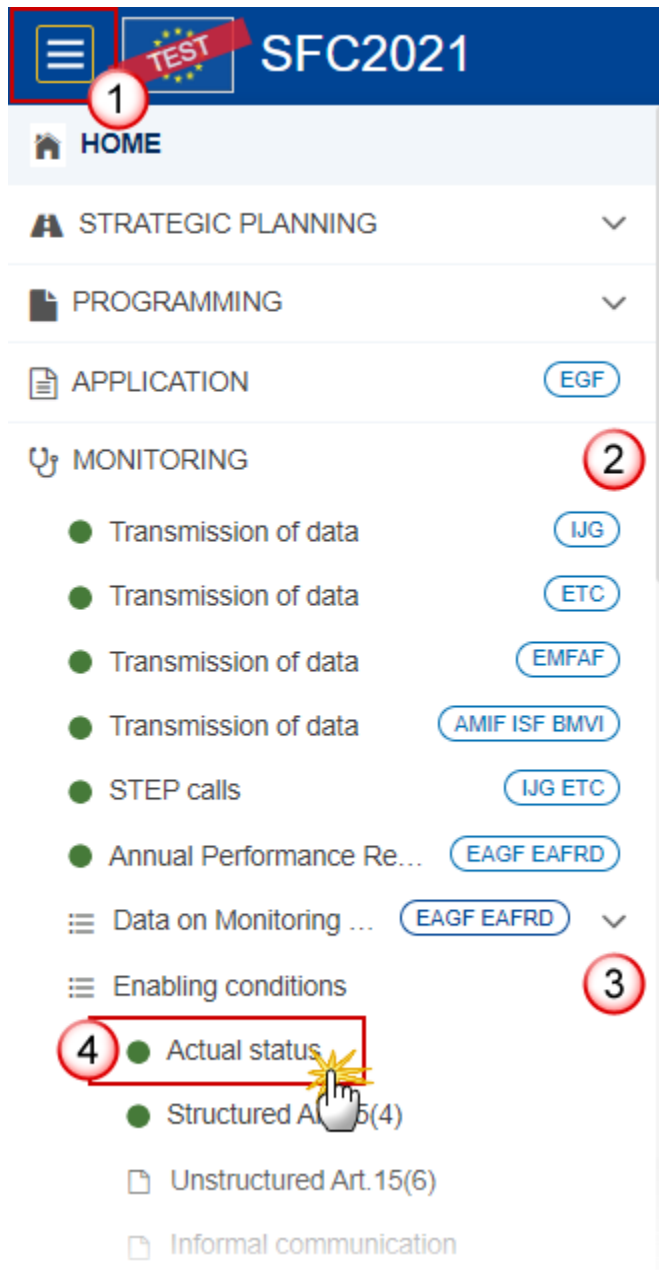 TEST
SFC2021
1
HOME
STRATEGIC PLANNING
PROGRAMMING
APPLICATION EGF
MONITORING 2
Transmission of data IJG
Transmission of data ETC
Transmission of data EMFAF
Transmission of data AMIF ISF BMVI
STEP calls IJG ETC
Annual Performance Re... EAGF EAFRD
Data on Monitoring ... EAGF EAFRD
Enabling conditions 3
4 Actual status
Structured 5(4)
Unstructured Art.15(6)
Informal communication